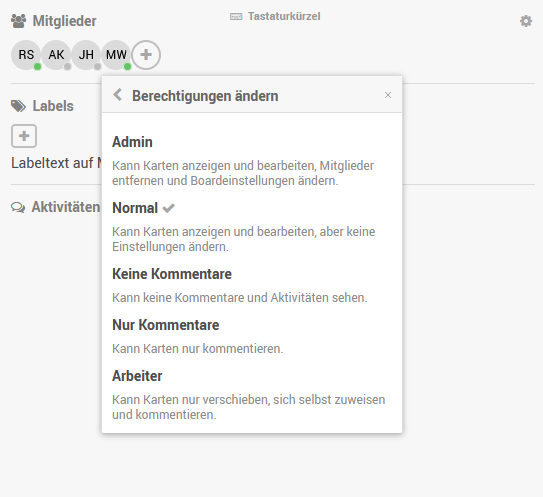 Mitglieder
Tastaturkürzel
RS AK JH MW
Berechtigungen ändern
Labels
Labeltext auf M
Aktivitäten
Admin
Kann Karten anzeigen und bearbeiten, Mitglieder
entfernen und Boardeinstellungen ändern.
Normal
Kann Karten anzeigen und bearbeiten, aber keine
Einstellungen ändern.
Keine Kommentare
Kann keine Kommentare und Aktivitäten sehen.
Nur Kommentare
Kann Karten nur kommentieren.
Arbeiter
Kann Karten nur verschieben, sich selbst zuweisen
und kommentieren.